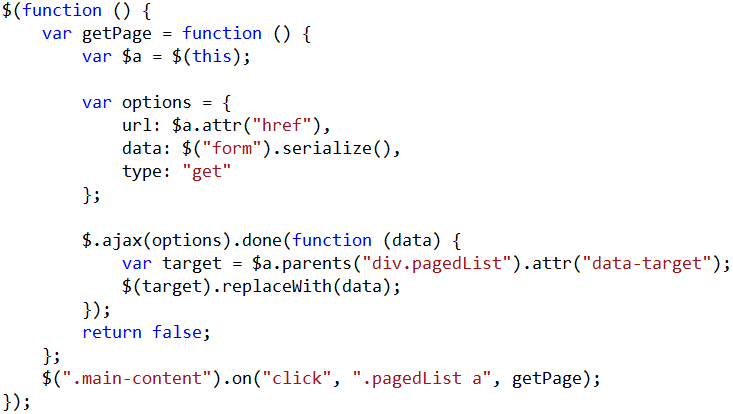 $(function () {
    var getPage = function () {
        var $a = $(this);

        var options = {
            url: $a.attr("href"),
            data: $("form").serialize(),
            type: "get"
        };

        $.ajax(options).done(function (data) {
            var target = $a.parents("div.pagedList").attr("data-target");
            $(target).replaceWith(data);
        });
        return false;
    };
    $(".main-content").on("click", ".pagedList a", getPage);
});